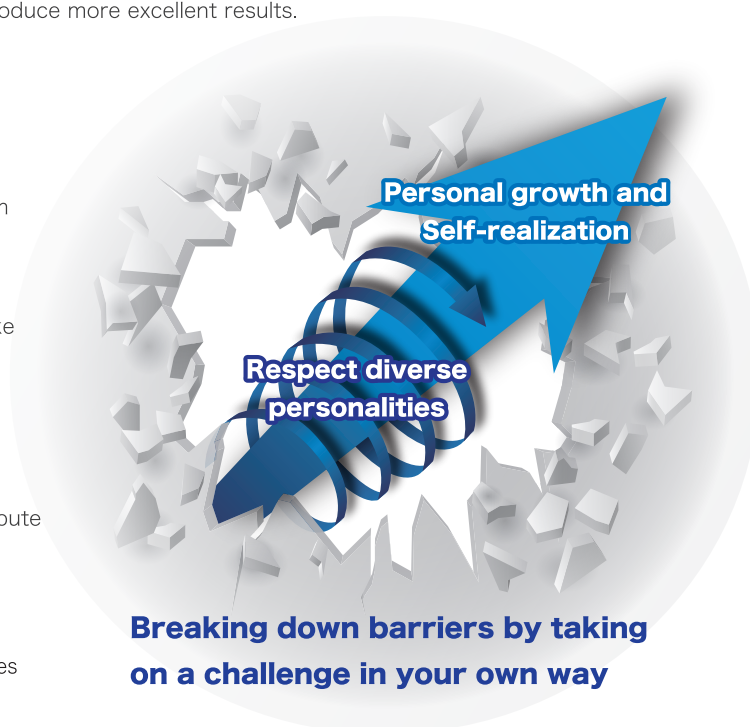 produce more excellent results.
Personal growth and
Self-realization
Respect diverse
personalities
Breaking down barriers by taking
on a challenge in your own way